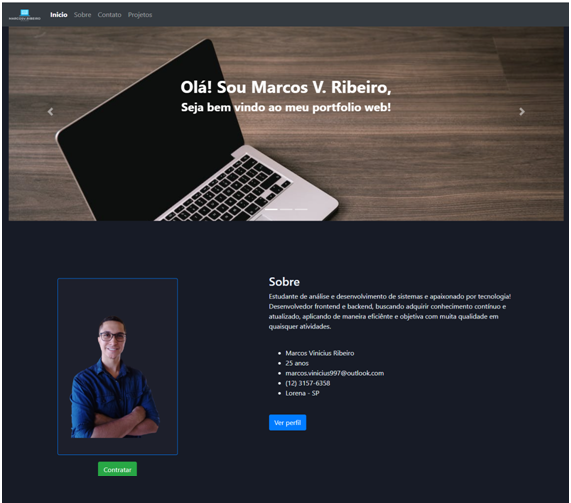 MARCOS V. RIBEIRO
Inicio Sobre Contato Projetos
Olá! Sou Marcos V. Ribeiro,
Seja bem vindo ao meu portfolio web!
Sobre
Estudante de análise e desenvolvimento de sistemas e apaixonado por tecnologia!
Desenvolvedor frontend e backend, buscando adquirir conhecimento contínuo e
atualizado, aplicando de maneira eficiênte e objetiva com muita qualidade em
quaisquer atividades.
Marcos Vinicius Ribeiro
25 anos
marcos.vinicius997@outlook.com
(12) 3157-6358
Lorena - SP
Ver perfil
Contratar